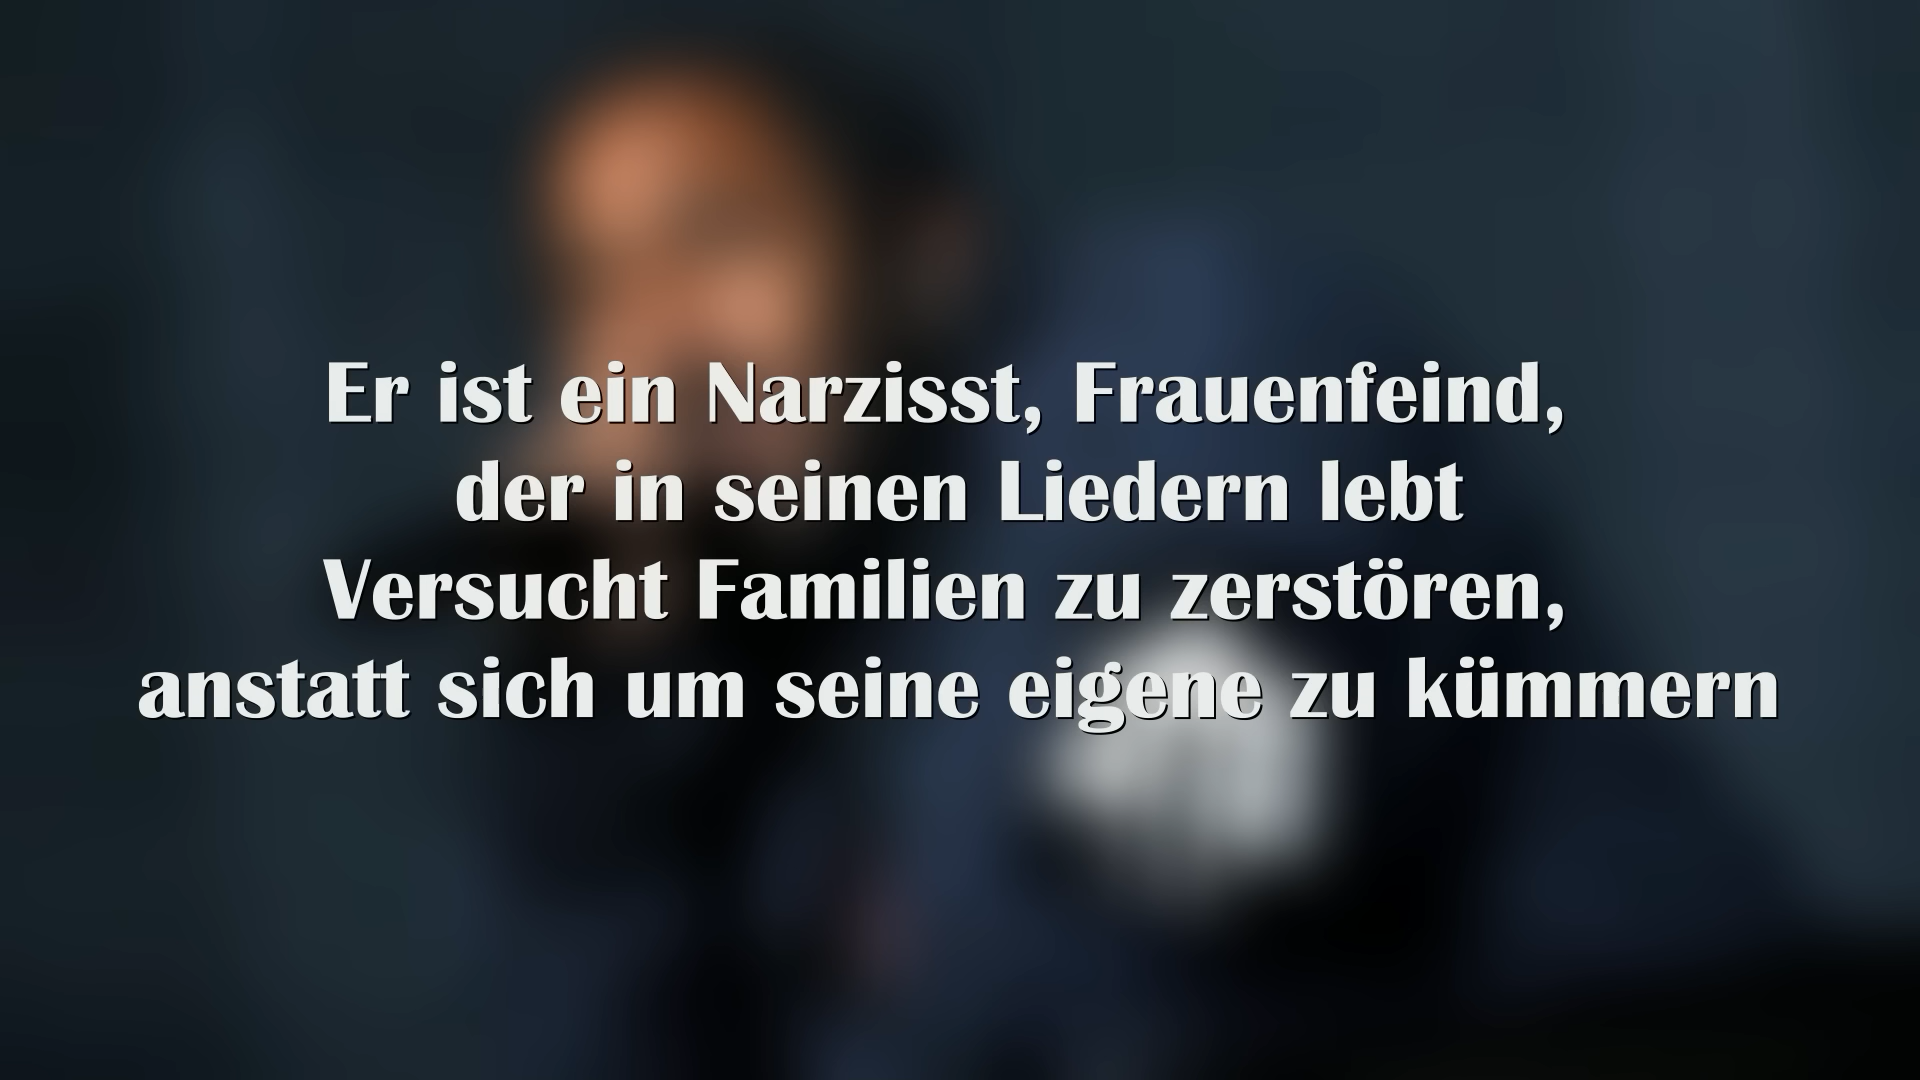 Er ist ein Narzisst, Frauenfeind,
der in seinen Liedern lebt
Versucht Familien zu zerstören,
anstatt sich um seine eigene zu kümmern